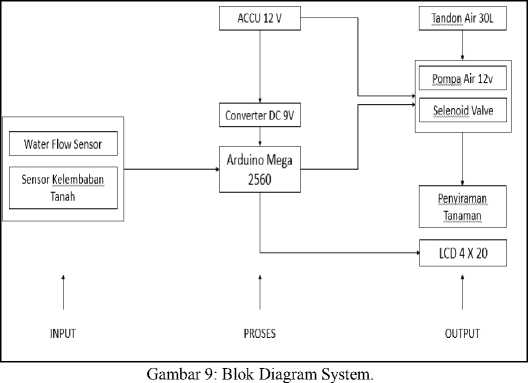 ACCU 12 V
Tandon Air 30L
Pompa Air 12v
Selenoid Valve
Converter DC 9V
Water Flow Sensor
Sensor Kelembaban
Tanah
Arduino Mega
2560
Penyiraman
Tanaman
LCD 4 X 20
INPUT
PROSES
OUTPUT
Gambar 9: Blok Diagram System.